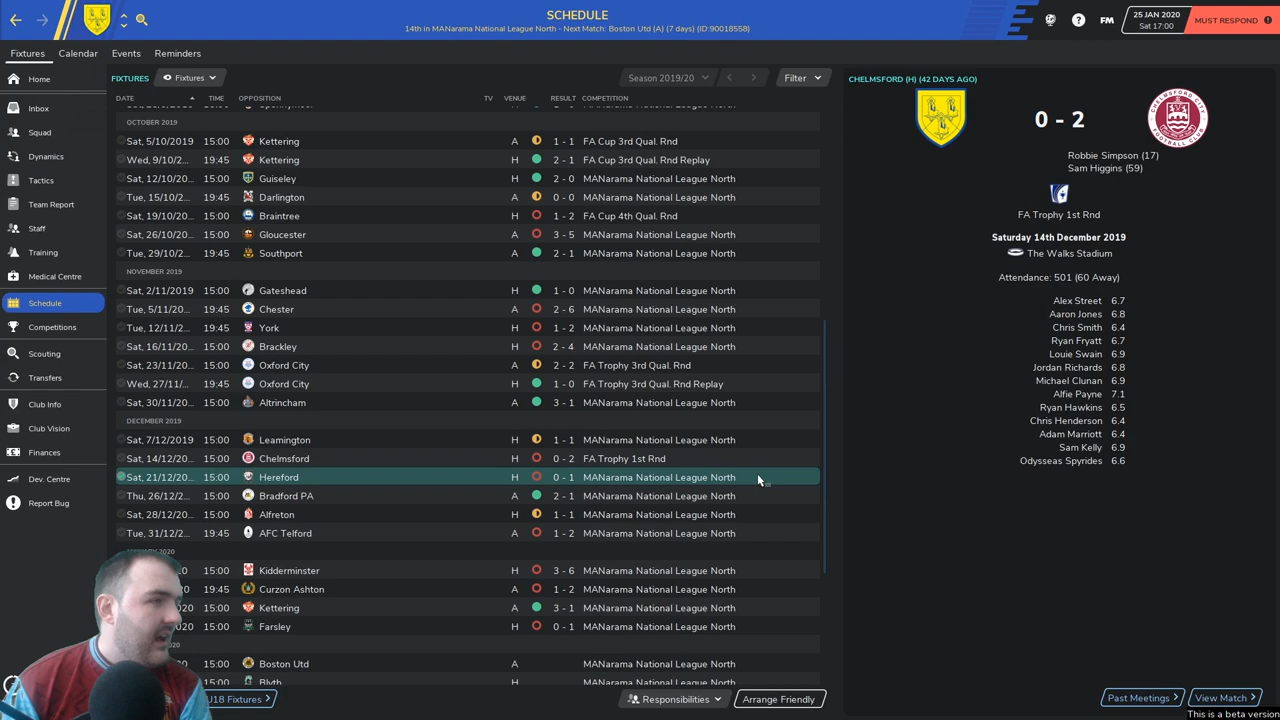 SCHEDULE
14th in MANarama National League North - Next Match: Boston Utd (A) (7 days) (ID:90018558)
FM
25 JAN 2020
Sat 17:00
MUST RESPOND
Fixtures
Calendar
Events
Reminders
Home
Inbox
Squad
Dynamics
Tactics
Team Report
Staff
Training
Medical Centre
Schedule
Competitions
Scouting
Transfers
Club Info
Club Vision
Finances
Dev. Centre
Report Bug
FIXTURES
Fixtures
Season 2019/20
Filter
DATE TIME OPPOSITION TV VENUE RESULT COMPETITION
OCTOBER 2019
Sat, 5/10/2019 15:00 Kettering A 1 - 1 FA Cup 3rd Qual. Rnd
Wed, 9/10/2... 15:00 Kettering H 2 - 1 FA Cup 3rd Qual. Rnd Replay
Sat, 12/10/20... 15:00 Guiseley H 2 - 0 MANarama National League North
Tue, 15/10/2... 19:45 Darlington A 0 - 0 MANarama National League North
Sat, 19/10/20... 15:00 Braintree H 1 - 2 FA Cup 4th Qual. Rnd
Sat, 26/10/20... 15:00 Gloucester A 3 - 5 MANarama National League North
Tue, 29/10/2... 19:45 Southport A 2 - 1 MANarama National League North
NOVEMBER 2019
Sat, 2/11/2019 15:00 Gateshead H 1 - 0 MANarama National League North
Tue, 5/11/20... 19:45 Chester A 2 - 6 MANarama National League North
Tue, 12/11/2... 19:45 York H 1 - 2 MANarama National League North
Sat, 16/11/20... 15:00 Brackley H 2 - 4 MANarama National League North
Sat, 23/11/20... 15:00 Oxford City A 2 - 2 FA Trophy 3rd Qual. Rnd
Wed, 27/11/... 19:45 Oxford City H 1 - 0 FA Trophy 3rd Qual. Rnd Replay
Sat, 30/11/20... 15:00 Altrincham A 3 - 1 MANarama National League North
DECEMBER 2019
Sat, 7/12/2019 15:00 Leamington H 1 - 1 MANarama National League North
Sat, 14/12/20... 15:00 Chelmsford H 0 - 2 FA Trophy 1st Rnd
Sat, 21/12/20... 15:00 Hereford H 0 - 1 MANarama National League North
Thu, 26/12/2... 15:00 Bradford PA A 2 - 1 MANarama National League North
Sat, 28/12/20... 15:00 Alfreton H 1 - 1 MANarama National League North
Tue, 31/12/2... 19:45 AFC Telford A 1 - 2 MANarama National League North
2020
15:00 Kidderminster H 3 - 6 MANarama National League North
19:45 Curzon Ashton A 1 - 2 MANarama National League North
15:00 Kettering A 3 - 1 MANarama National League North
15:00 Farsley H 0 - 1 MANarama National League North
15:00 Boston Utd A MANarama National League North
15:00 Blyth H MANarama National League North
U18 Fixtures
Responsibilities
Arrange Friendly
CHELMSFORD (H) (42 DAYS AGO)
0 - 2
CHELMSFORD CITY
FOOTBALL CLUB
Robbie Simpson (17)
Sam Higgins (59)
FA Trophy 1st Rnd
Saturday 14th December 2019
The Walks Stadium
Attendance: 501 (60 Away)
Alex Street 6.7
Aaron Jones 6.8
Chris Smith 6.4
Ryan Fryatt 6.7
Louie Swain 6.9
Jordan Richards 6.8
Michael Clunan 6.9
Alfie Payne 7.1
Ryan Hawkins 6.5
Chris Henderson 6.4
Adam Marriott 6.4
Sam Kelly 6.9
Odysseas Spyrides 6.6
Past Meetings
View Match
This is a beta version